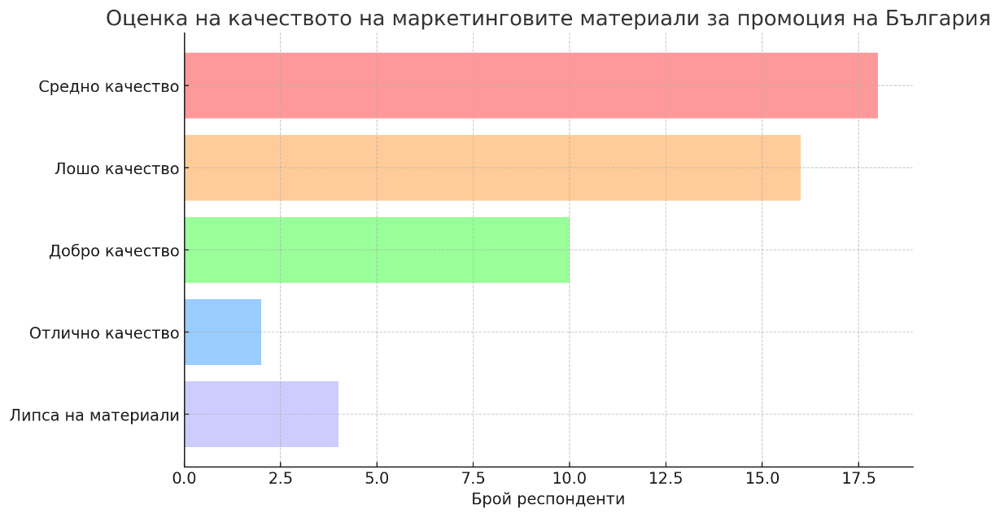 Оценка на качеството на маркетинговите материали за промоция на България
Средно качество
Лошо качество
Добро качество
Отлично качество
Липса на материали
0.0 2.5 5.0 7.5 10.0 12.5 15.0 17.5
Брой респонденти